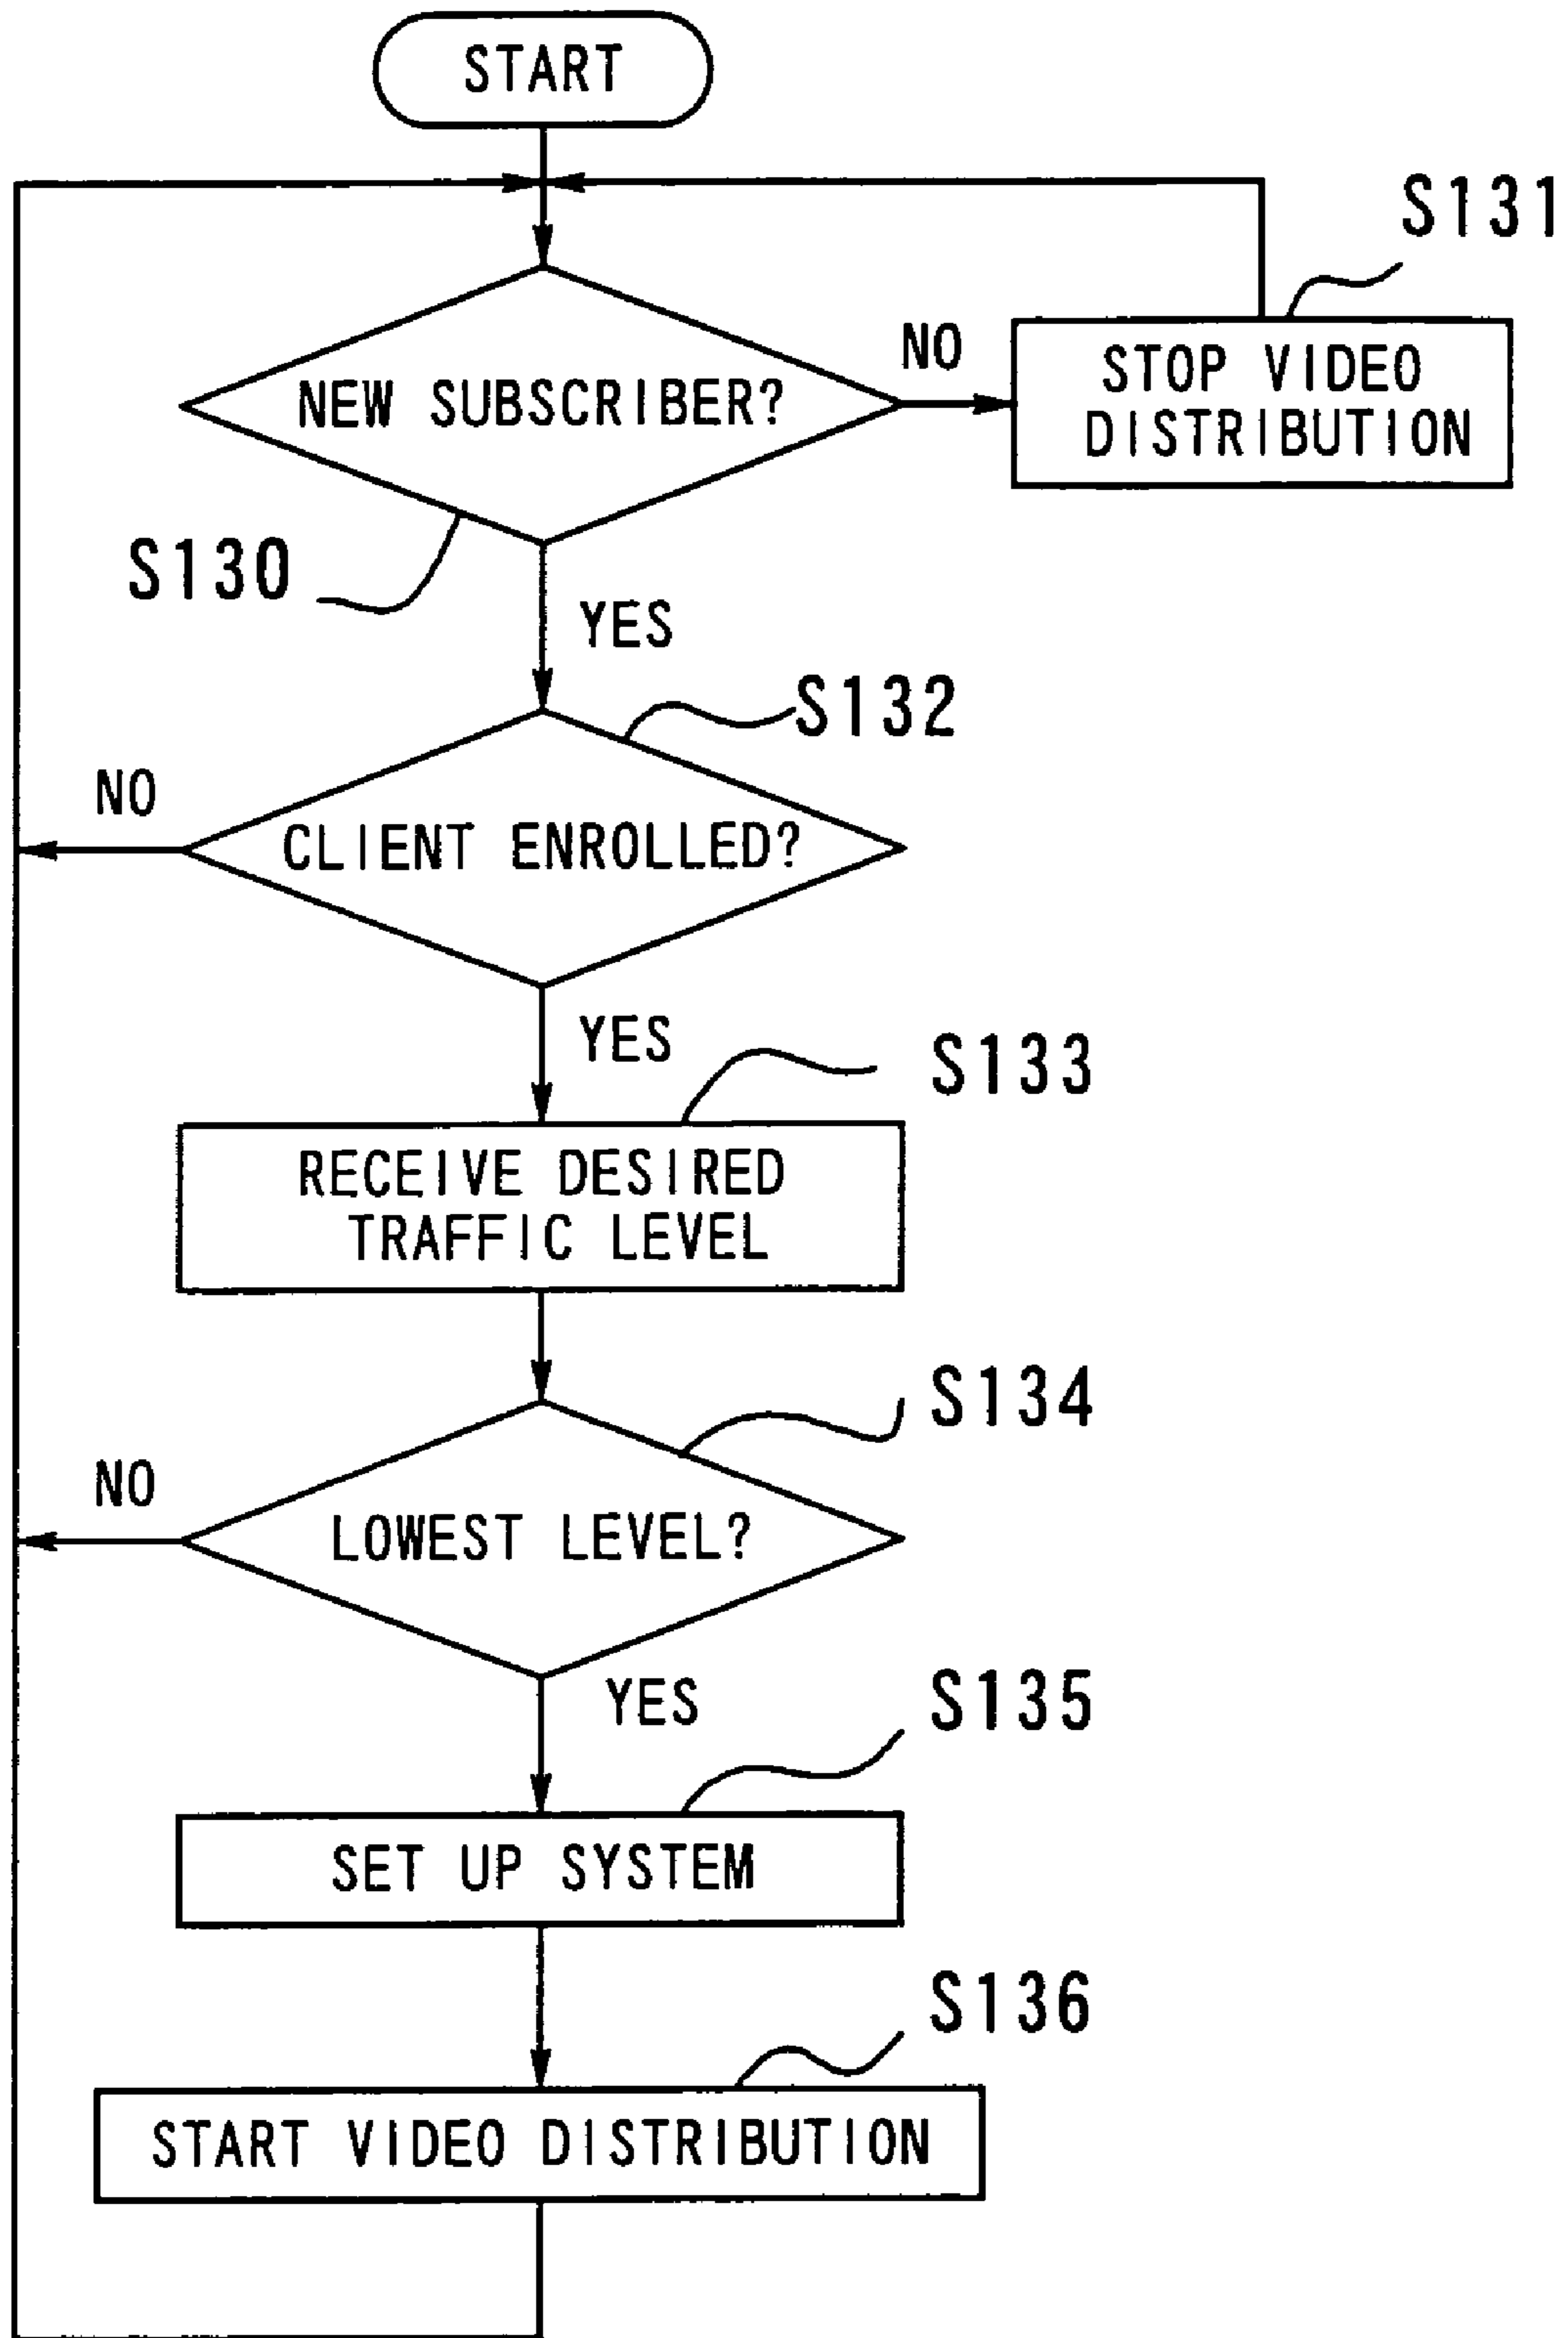 START
S131
NO
STOP VIDEO
DISTRIBUTION
NEW SUBSCRIBER?
S130
YES
S132
NO
CLIENT ENROLLED?
YES
S133
RECEIVE DESIRED
TRAFFIC LEVEL
S134
NO
LOWEST LEVEL?
YES
S135
SET UP SYSTEM
S136
START VIDEO DISTRIBUTION